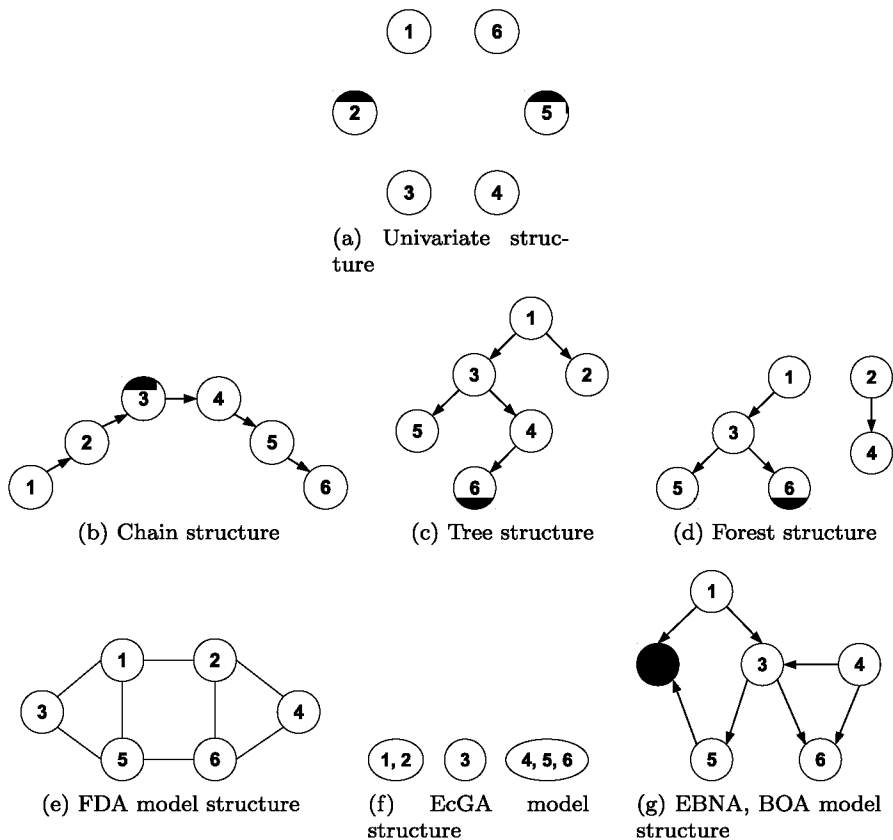 1 6
2 5
3 4
(a) Univariate struc-
ture
1
2
3
4
5
6
(b) Chain structure
1
3 2
5 4
6
(c) Tree structure
1 2
3
4
5 6
(d) Forest structure
1 2
3 4
5 6
(e) FDA model structure
1, 2 3 4, 5, 6
(f) EcGA model
structure
1
3 4
5 6
(g) EBNA, BOA model
structure